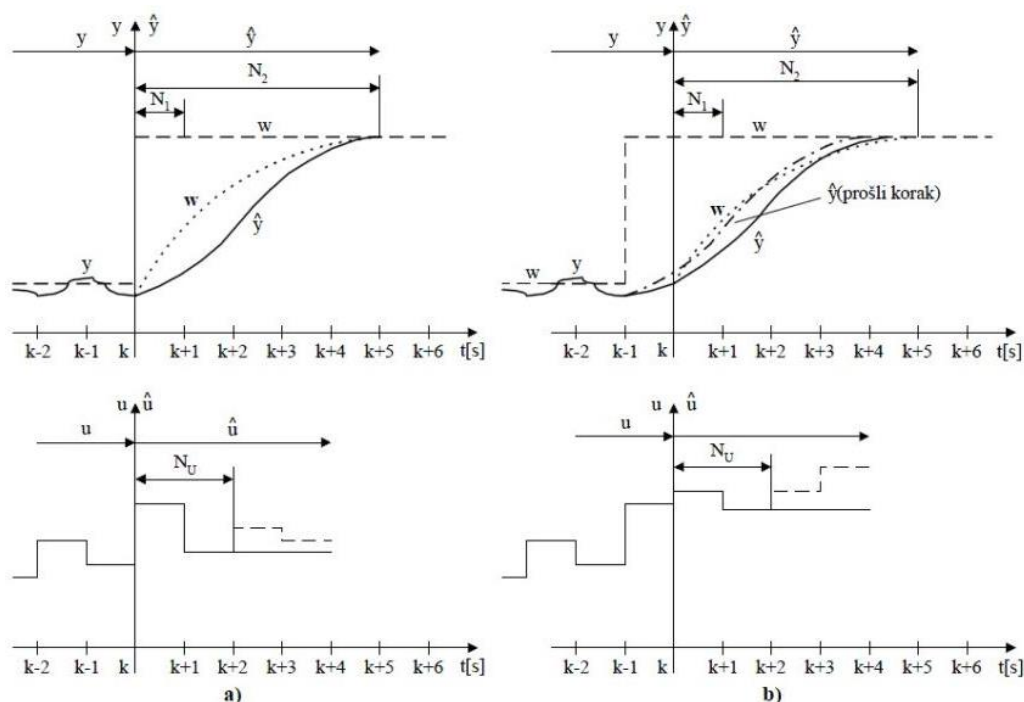 y ŷ
y ŷ
N₂
N₁
w
w
ŷ
y
k-2 k-1 k k+1 k+2 k+3 k+4 k+5 k+6 t[s]
u û
u û
N_U
k-2 k-1 k k+1 k+2 k+3 k+4 k+5 k+6 t[s]
a)
y ŷ
y ŷ
N₂
N₁
w
w
ŷ(prošli korak)
ŷ
w y
k-2 k-1 k k+1 k+2 k+3 k+4 k+5 k+6 t[s]
u û
u
N_U
k-2 k-1 k k+1 k+2 k+3 k+4 k+5 k+6 t[s]
b)